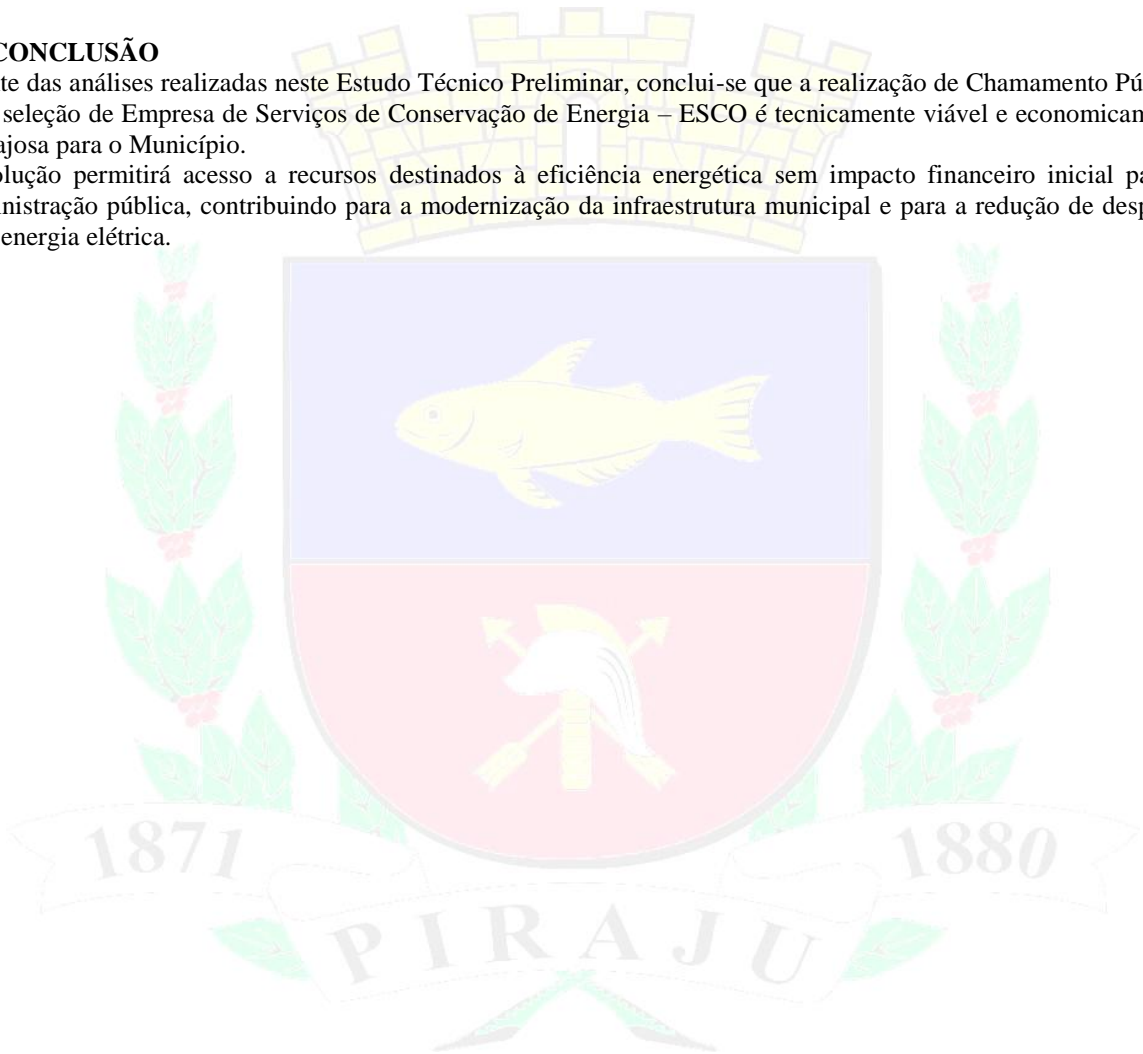 CONCLUSÃO
te das análises realizadas neste Estudo Técnico Preliminar, conclui-se que a realização de Chamamento Pú
seleção de Empresa de Serviços de Conservação de Energia – ESCO é tecnicamente viável e economicam
ajosa para o Município.
olução permitirá acesso a recursos destinados à eficiência energética sem impacto financeiro inicial pa
inistração pública, contribuindo para a modernização da infraestrutura municipal e para a redução de desp
energia elétrica.
1871 1880
PIRAJU